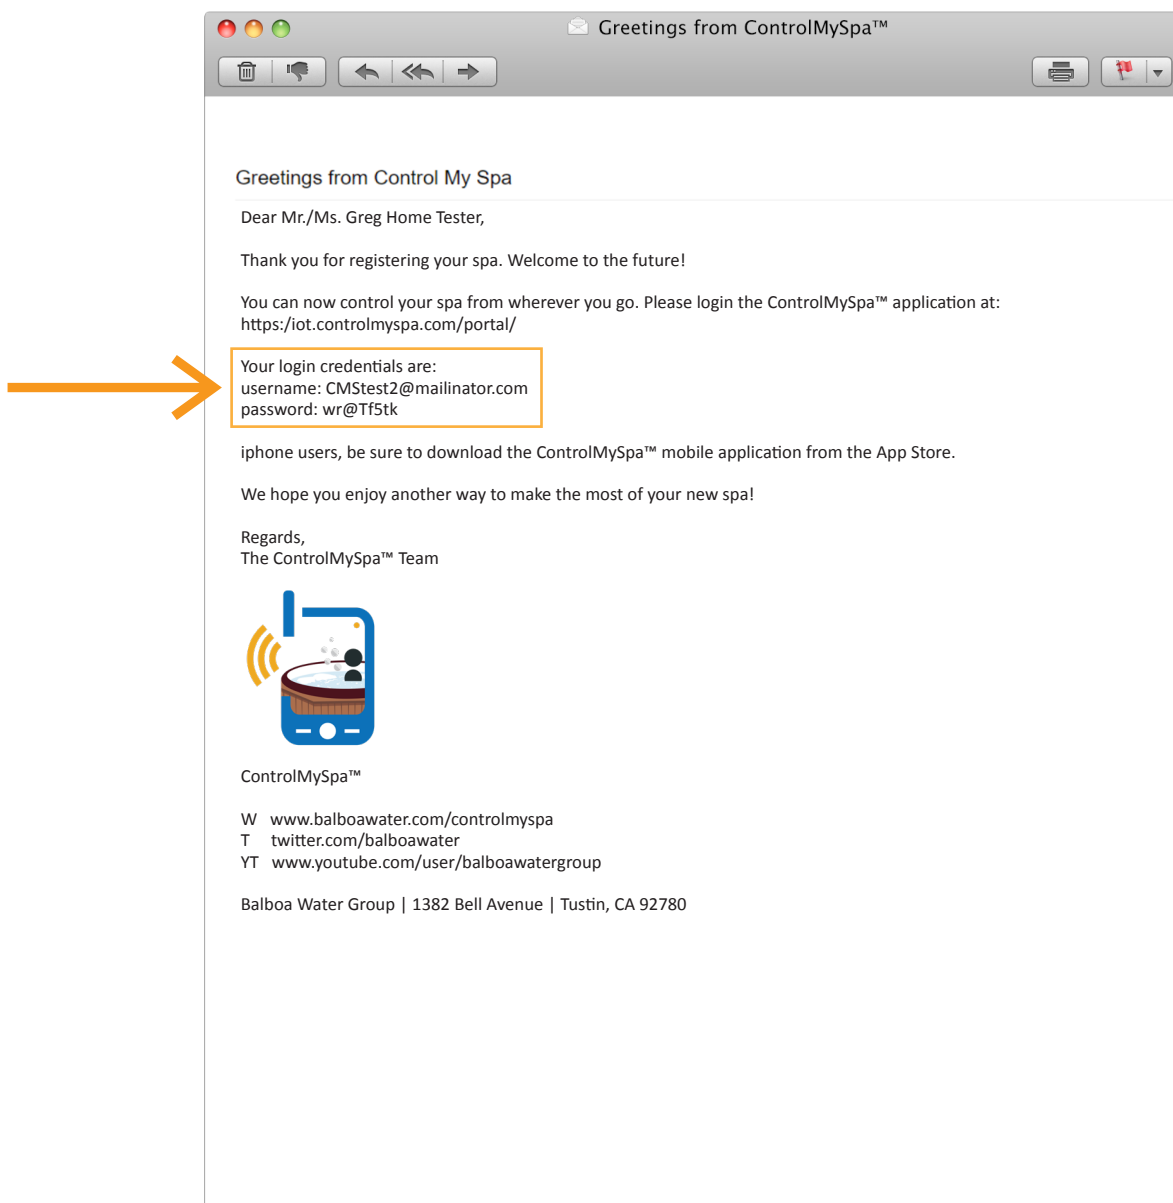 Greetings from ControlMySpa™
Greetings from Control My Spa
Dear Mr./Ms. Greg Home Tester,
Thank you for registering your spa. Welcome to the future!
You can now control your spa from wherever you go. Please login the ControlMySpa™ application at:
https:/iot.controlmyspa.com/portal/
Your login credentials are:
username: CMStest2@mailinator.com
password: wr@Tf5tk
iphone users, be sure to download the ControlMySpa™ mobile application from the App Store.
We hope you enjoy another way to make the most of your new spa!
Regards,
The ControlMySpa™ Team
ControlMySpa™
W www.balboawater.com/controlmyspa
T twitter.com/balboawater
YT www.youtube.com/user/balboawatergroup
Balboa Water Group | 1382 Bell Avenue | Tustin, CA 92780